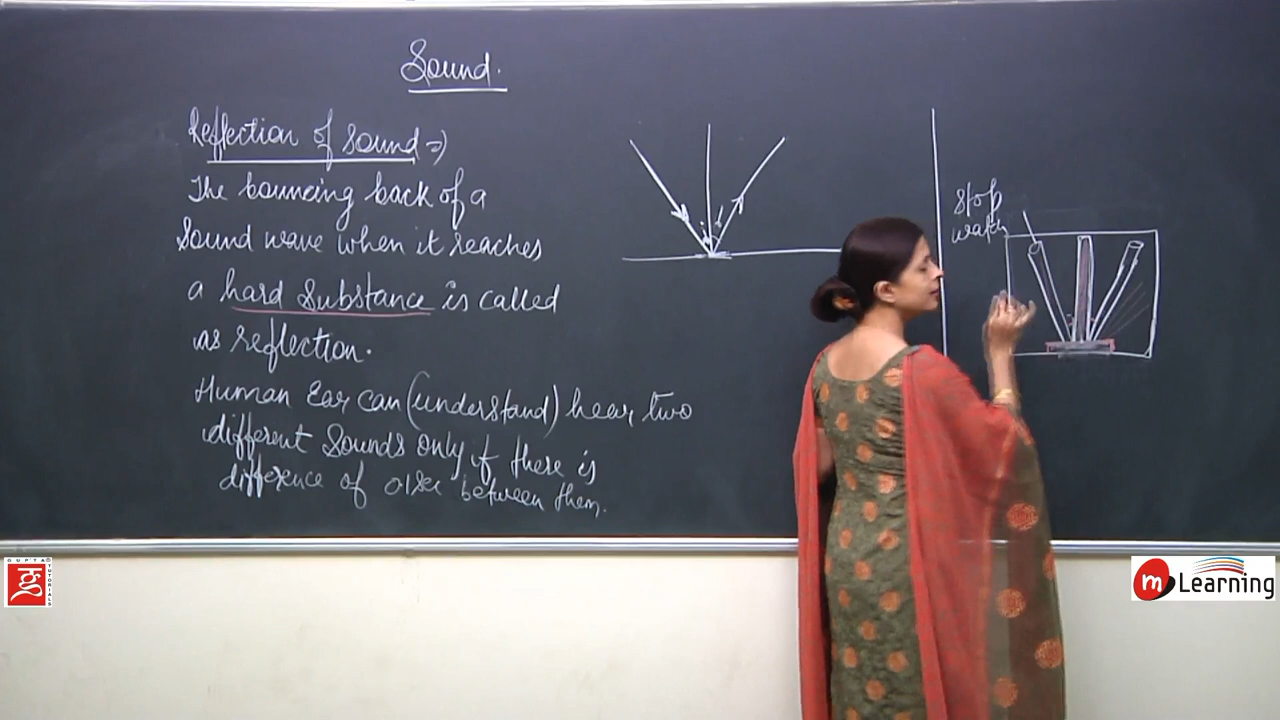 Sound.
Reflection of sound ⇒
The bouncing back of a
Sound wave when it reaches
a hard substance is called
as reflection.
Human Ear can (understand) hear two
different sounds only if there is
difference of 0.1 sec between them.
i r
Stop
watch
GUPTA
TUTORIALS
m Learning